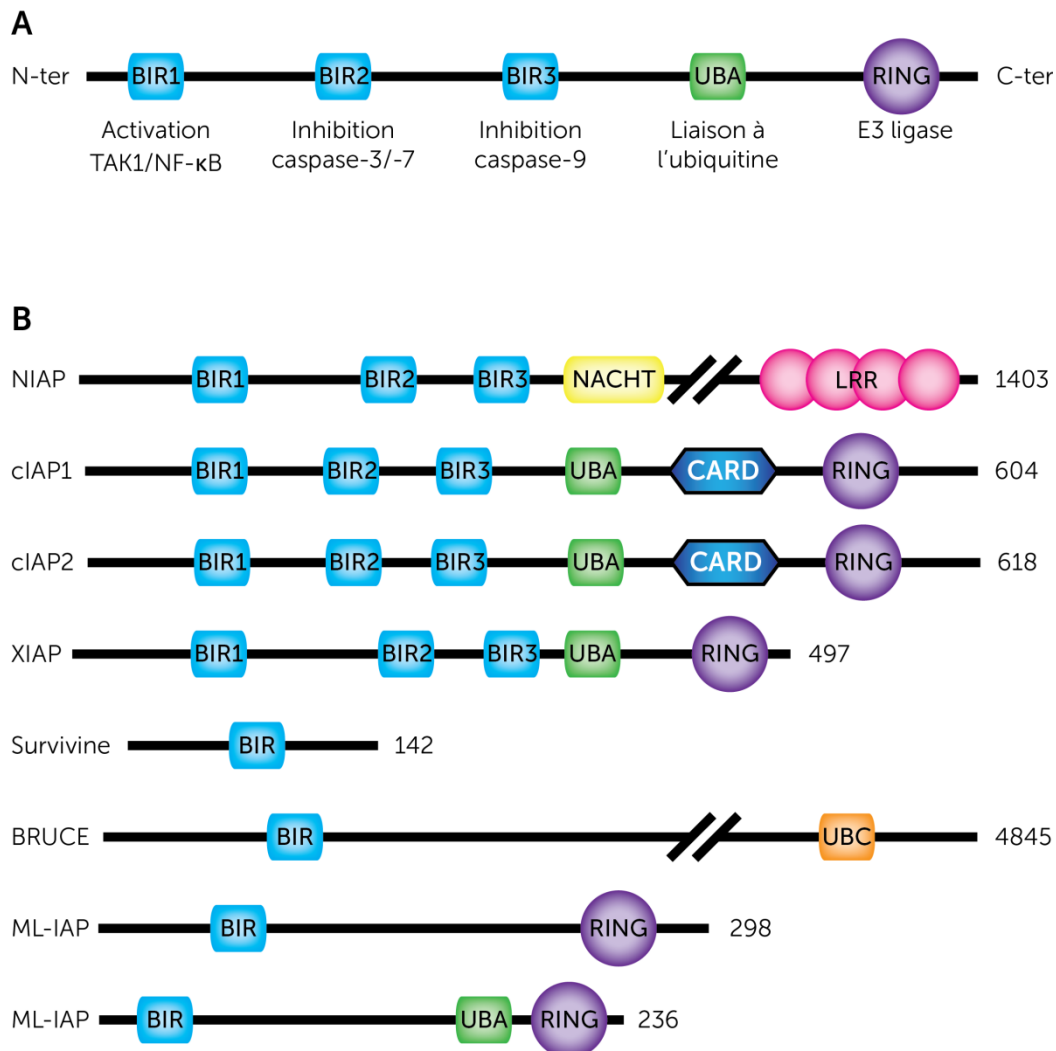 A
N-ter BIR1 BIR2 BIR3 UBA RING C-ter
Activation Inhibition Inhibition Liaison à E3 ligase
TAK1/NF-κB caspase-3/-7 caspase-9 l'ubiquitine
B
NIAP BIR1 BIR2 BIR3 NACHT LRR 1403
cIAP1 BIR1 BIR2 BIR3 UBA CARD RING 604
cIAP2 BIR1 BIR2 BIR3 UBA CARD RING 618
XIAP BIR1 BIR2 BIR3 UBA RING 497
Survivine BIR 142
BRUCE BIR UBC 4845
ML-IAP BIR RING 298
ML-IAP BIR UBA RING 236